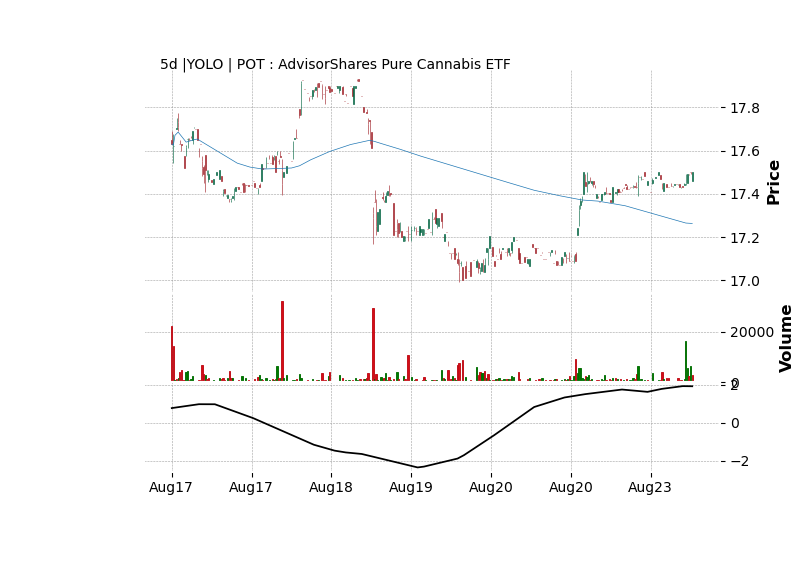 5d |YOLO | POT : AdvisorShares Pure Cannabis ETF
17.8
17.6
17.4
17.2
17.0
Price
20000
0
Volume
2
0
−2
Aug17 Aug17 Aug18 Aug19 Aug20 Aug20 Aug23